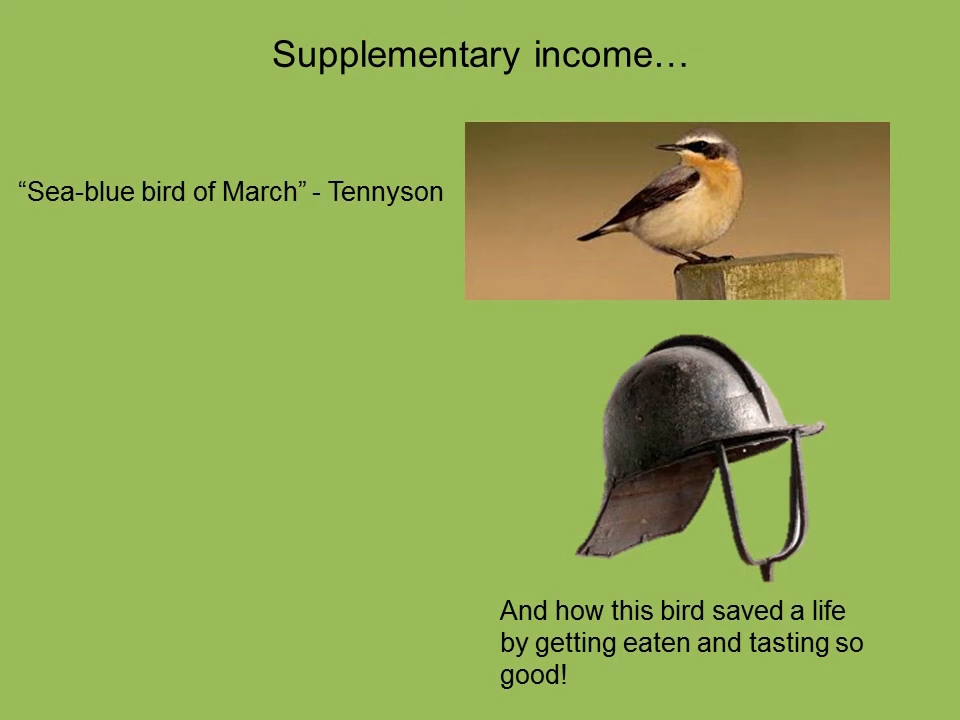 Supplementary income…
“Sea-blue bird of March” - Tennyson
And how this bird saved a life
by getting eaten and tasting so
good!